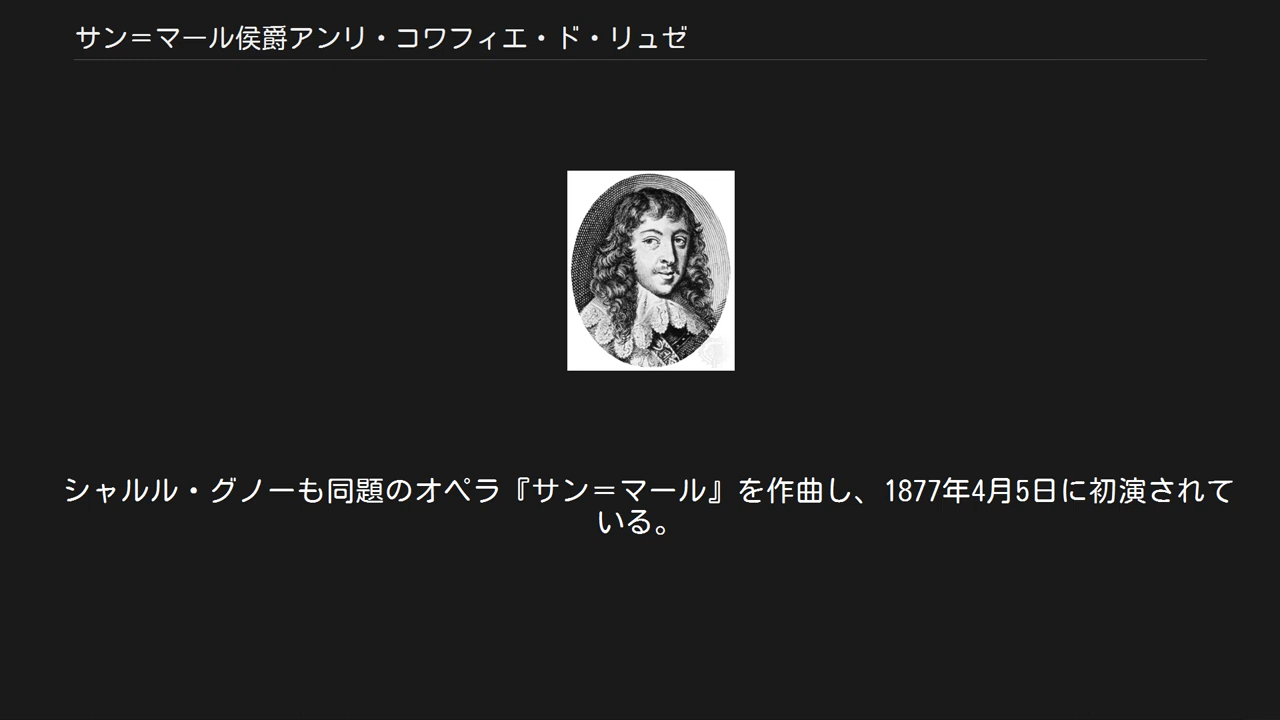 サン＝マール侯爵アンリ・コワフィエ・ド・リュゼ
シャルル・グノーも同題のオペラ『サン＝マール』を作曲し、1877年4月5日に初演されて
いる。